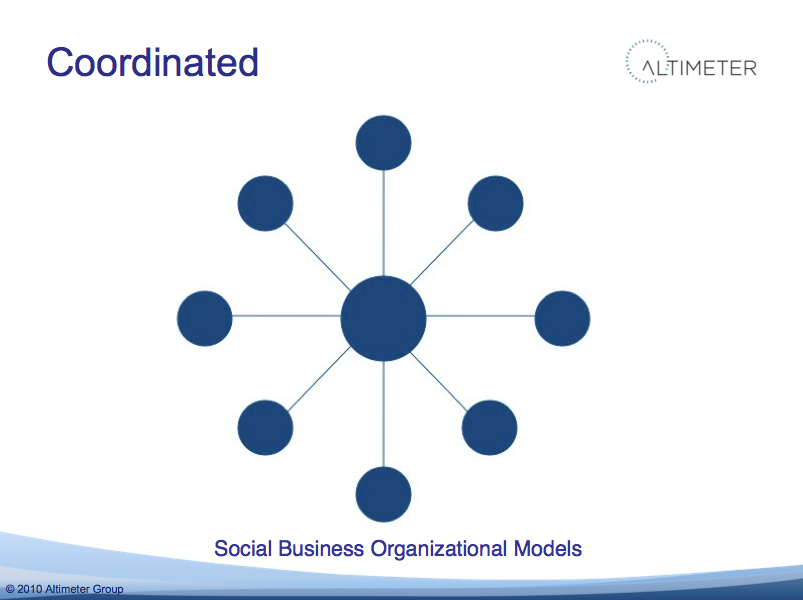 Coordinated
ALTIMETER
Social Business Organizational Models
© 2010 Altimeter Group